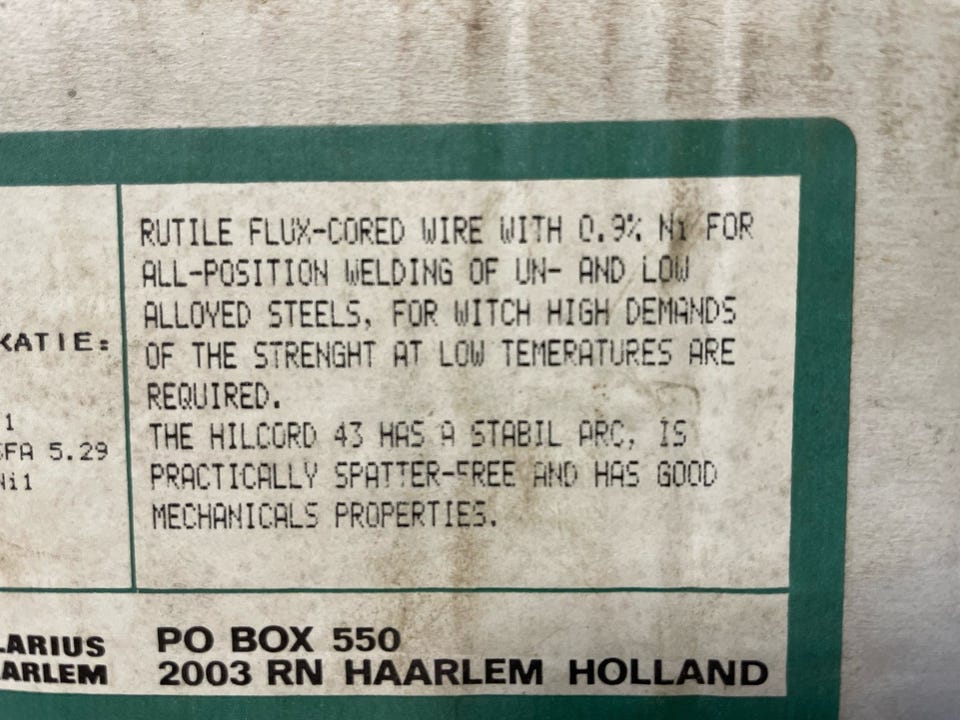 RUTILE FLUX-CORED WIRE WITH 0.9% Ni FOR
ALL-POSITION WELDING OF UN- AND LOW
ALLOYED STEELS, FOR WITCH HIGH DEMANDS
OF THE STRENGHT AT LOW TEMERATURES ARE
REQUIRED.
THE HILCORD 43 HAS A STABIL ARC, IS
PRACTICALLY SPATTER-FREE AND HAS GOOD
MECHANICALS PROPERTIES.
KATIE:
1
SFA 5.29
Ni1
LARIUS
AARLEM
PO BOX 550
2003 RN HAARLEM HOLLAND